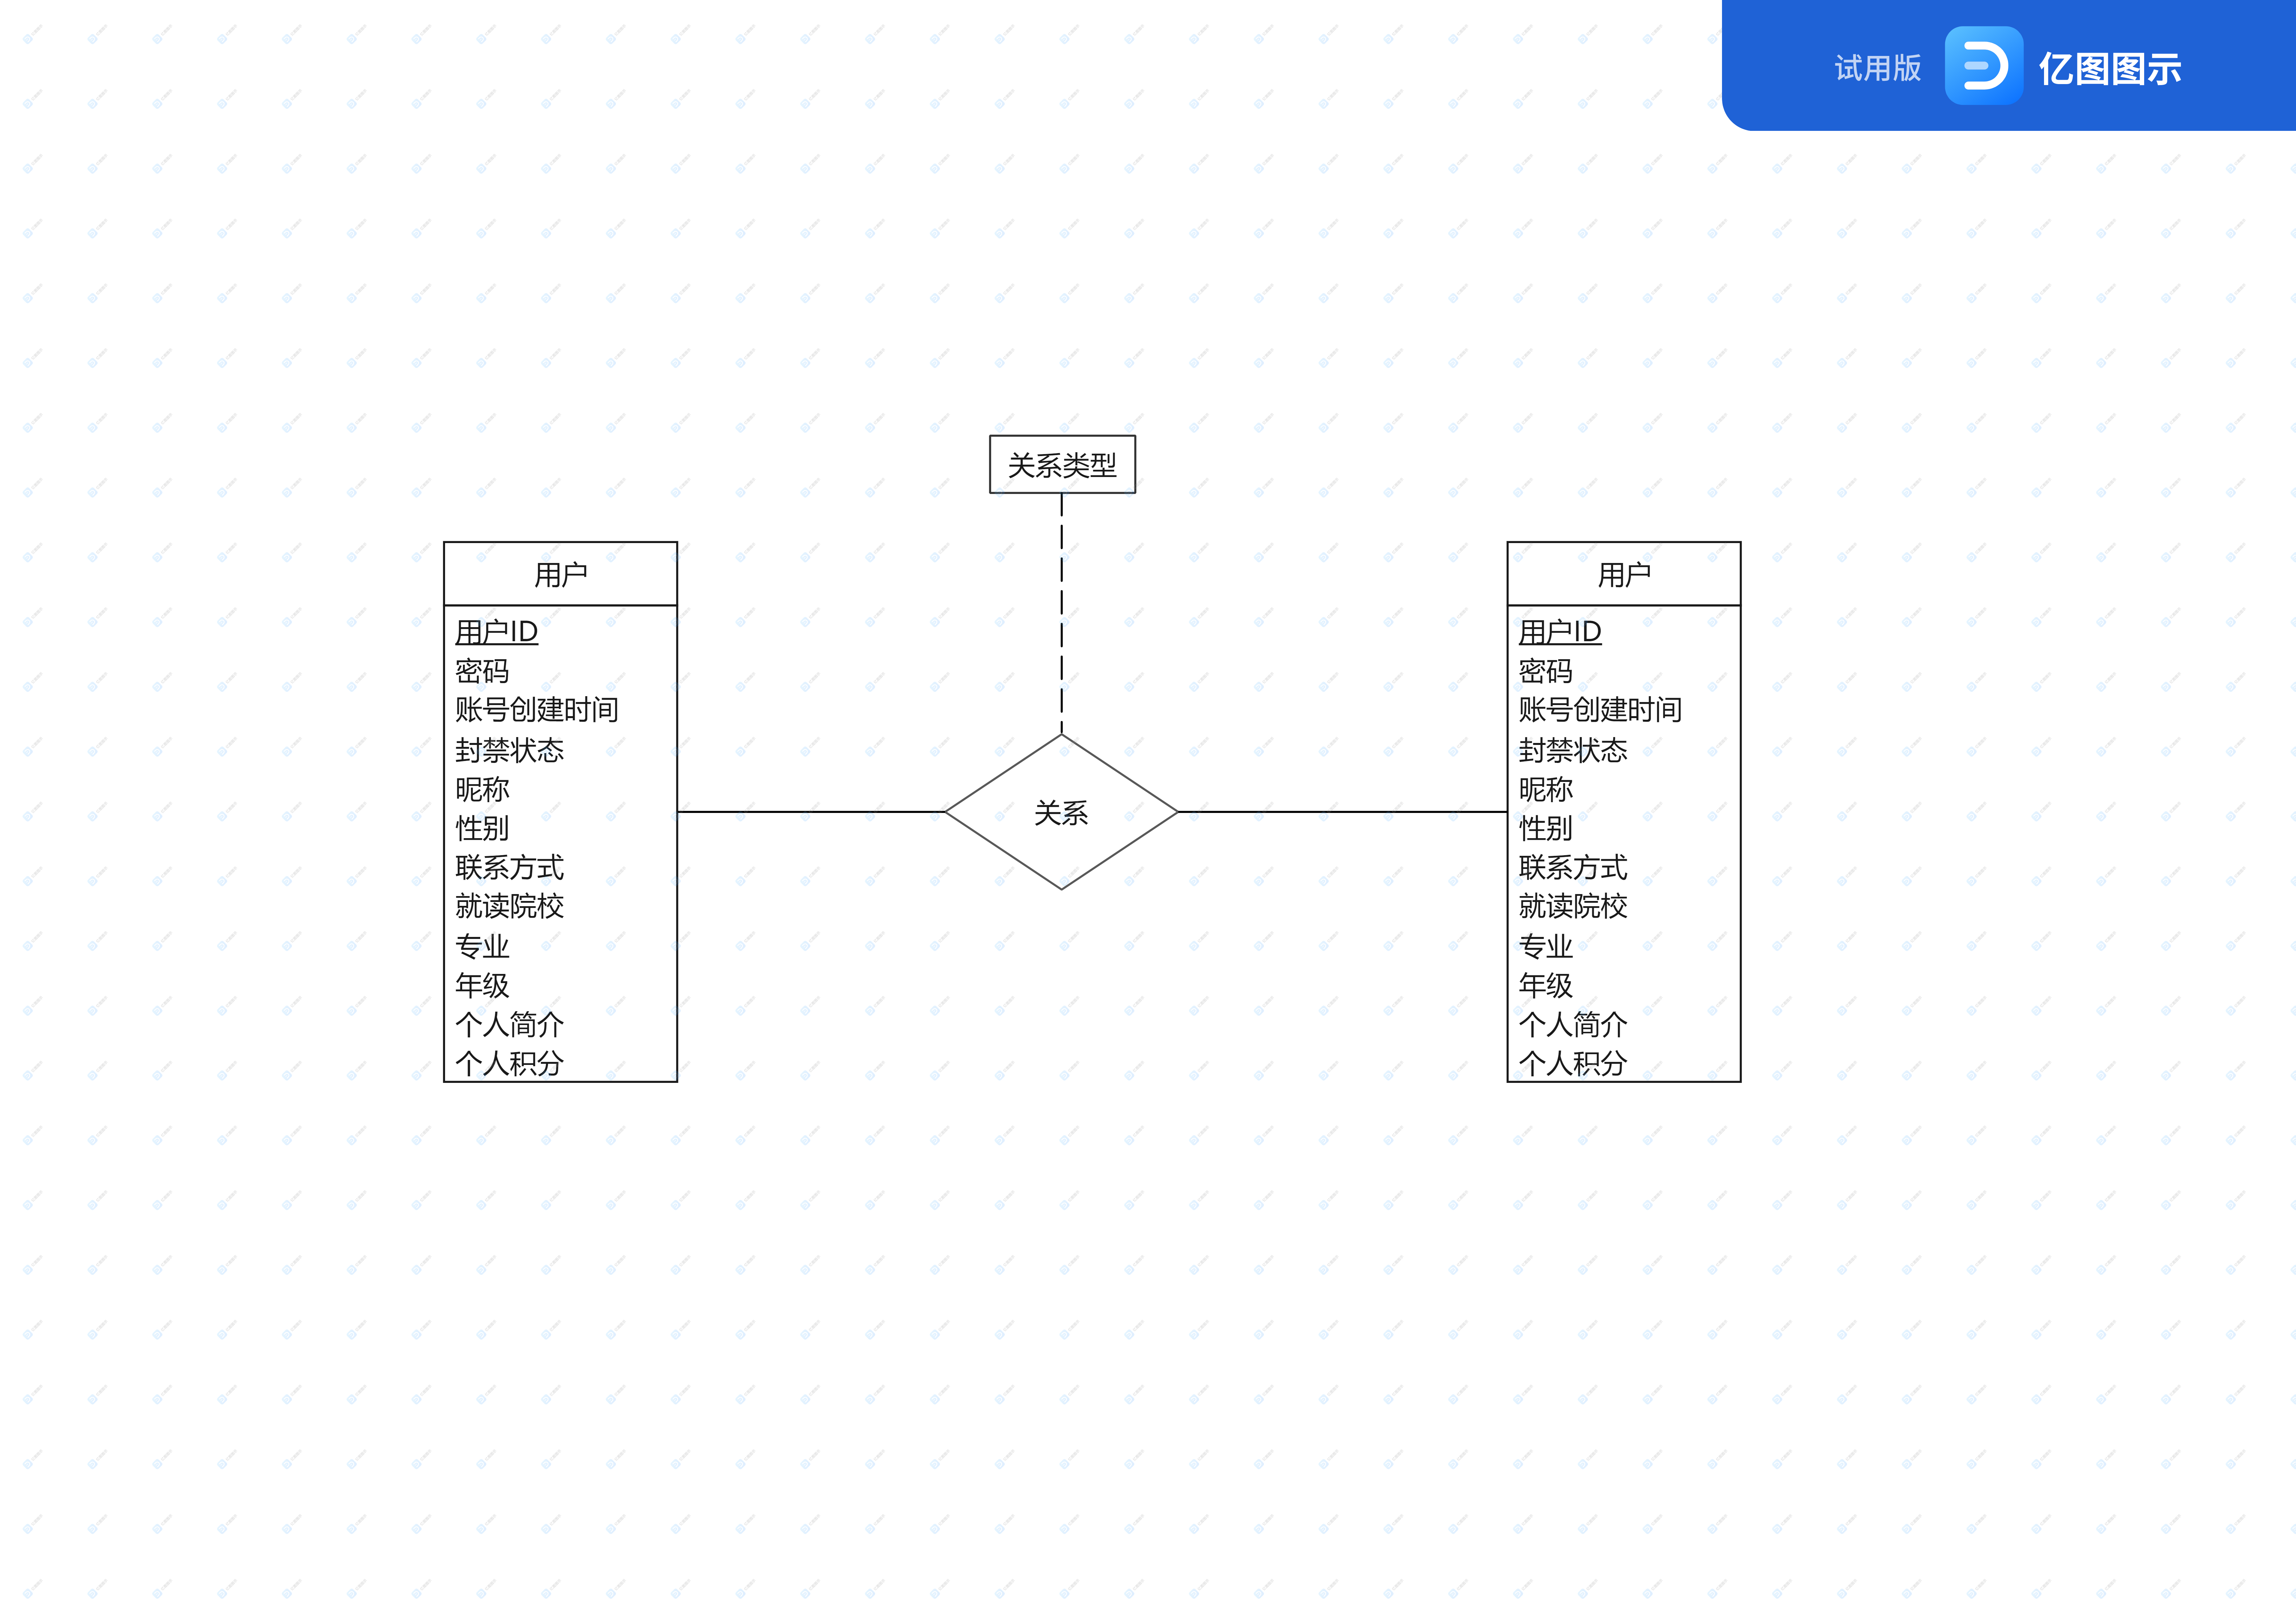 试用版 亿图图示
关系类型
用户
用户ID
密码
账号创建时间
封禁状态
昵称
性别
联系方式
就读院校
专业
年级
个人简介
个人积分
关系
用户
用户ID
密码
账号创建时间
封禁状态
昵称
性别
联系方式
就读院校
专业
年级
个人简介
个人积分